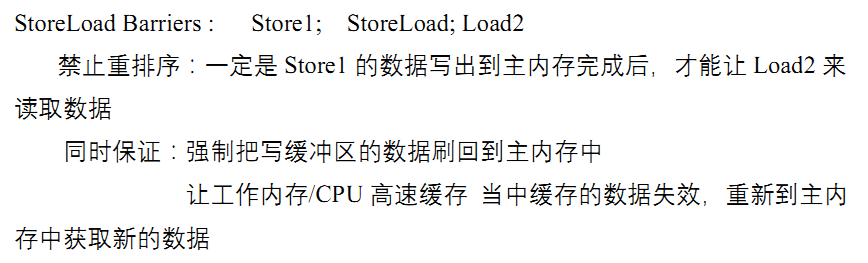 StoreLoad Barriers： Store1; StoreLoad; Load2
禁止重排序：一定是 Store1 的数据写出到主内存完成后，才能让 Load2 来
读取数据
同时保证：强制把写缓冲区的数据刷回到主内存中
让工作内存/CPU 高速缓存 当中缓存的数据失效，重新到主内
存中获取新的数据